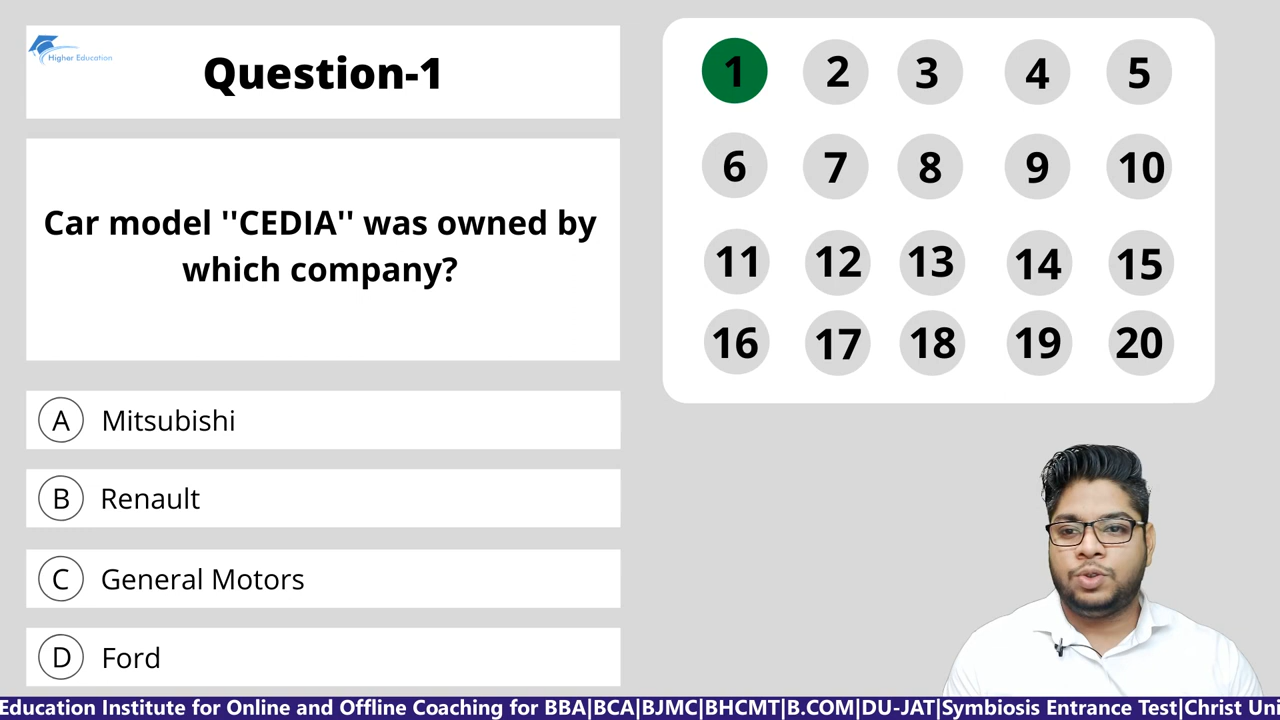 Higher Education
Question-1
Car model ''CEDIA'' was owned by
which company?
A Mitsubishi
B Renault
C General Motors
D Ford
1 2 3 4 5
6 7 8 9 10
11 12 13 14 15
16 17 18 19 20
Education Institute for Online and Offline Coaching for BBA|BCA|BJMC|BHCMT|B.COM|DU-JAT|Symbiosis Entrance Test|Christ Uni